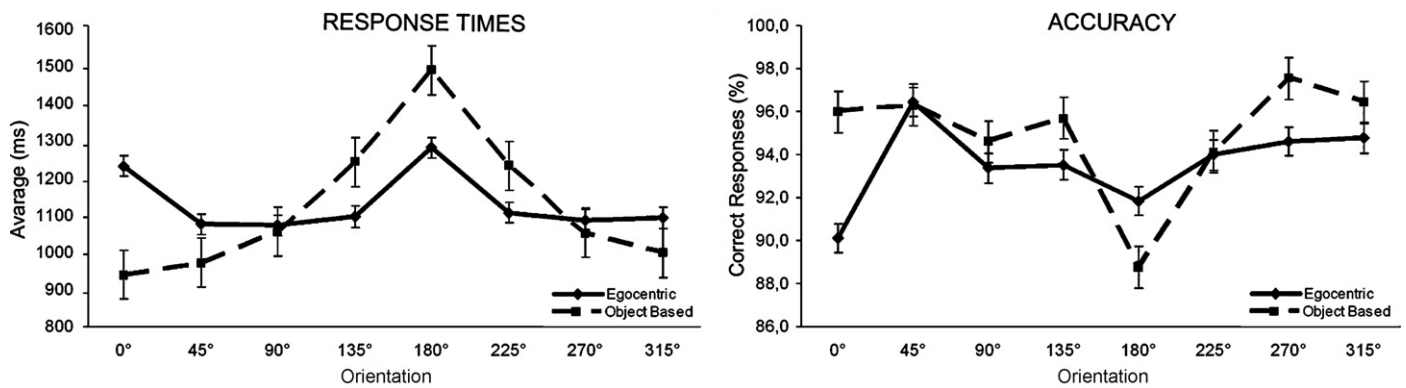 RESPONSE TIMES
Avarage (ms)
1600
1500
1400
1300
1200
1100
1000
900
800
0° 45° 90° 135° 180° 225° 270° 315°
Orientation
Egocentric
Object Based
ACCURACY
Correct Responses (%)
100,0
98,0
96,0
94,0
92,0
90,0
88,0
86,0
0° 45° 90° 135° 180° 225° 270° 315°
Orientation
Egocentric
Object Based